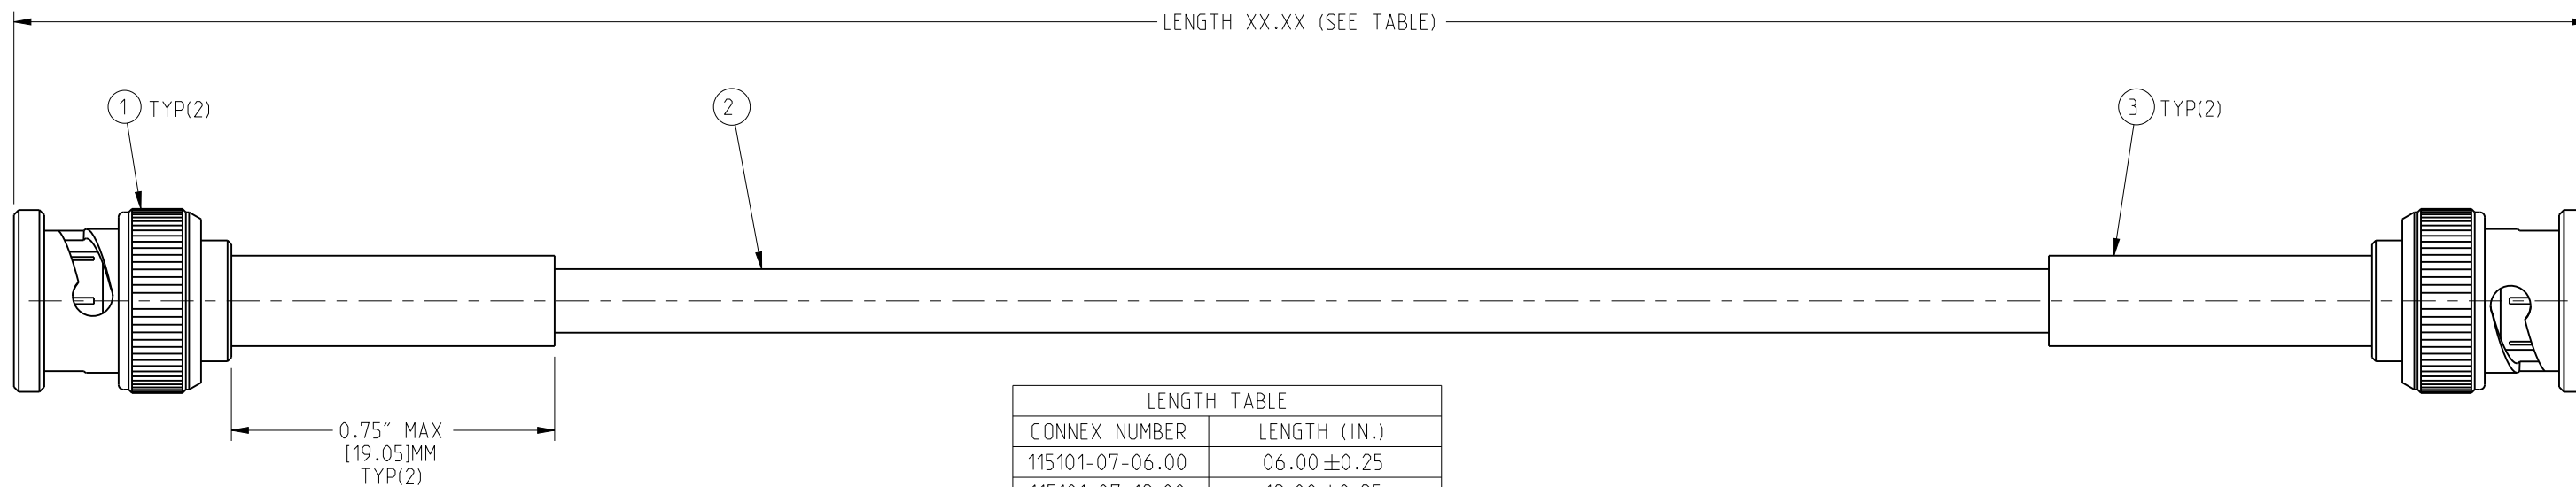 LENGTH XX.XX (SEE TABLE)
1 TYP(2)
2
3 TYP(2)
0.75" MAX
[19.05]MM
TYP(2)
LENGTH TABLE
CONNEX NUMBER LENGTH (IN.)
115101-07-06.00 06.00±0.25